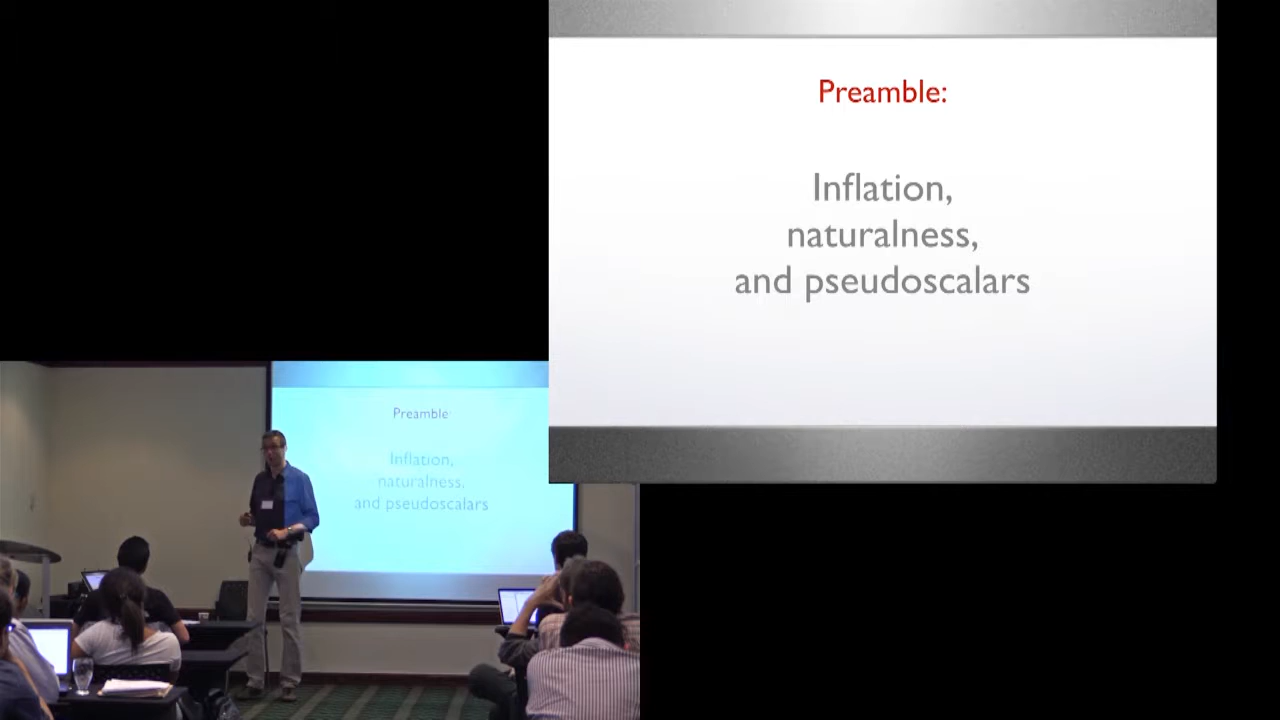 Preamble:
Inflation,
naturalness,
and pseudoscalars
Preamble:
Inflation,
naturalness,
and pseudoscalars